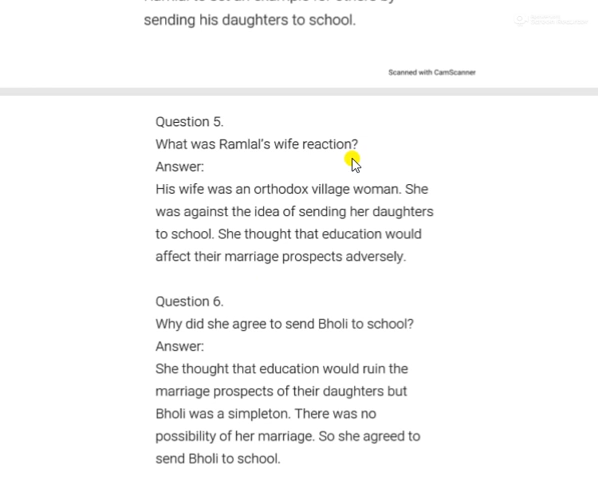 sending his daughters to school.
Scanned with CamScanner
Question 5.
What was Ramlal's wife reaction?
Answer:
His wife was an orthodox village woman. She
was against the idea of sending her daughters
to school. She thought that education would
affect their marriage prospects adversely.
Question 6.
Why did she agree to send Bholi to school?
Answer:
She thought that education would ruin the
marriage prospects of their daughters but
Bholi was a simpleton. There was no
possibility of her marriage. So she agreed to
send Bholi to school.